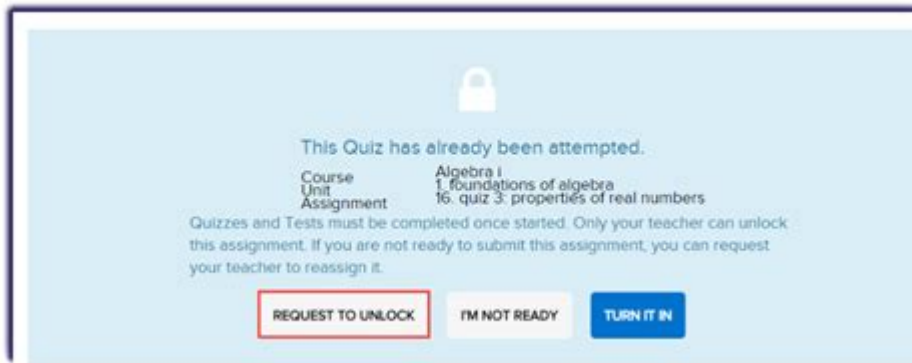 This Quiz has already been attempted.
Course Algebra i
Unit 1. foundations of algebra
Assignment 16. quiz 3: properties of real numbers
Quizzes and Tests must be completed once started. Only your teacher can unlock
this assignment. If you are not ready to submit this assignment, you can request
your teacher to reassign it.
REQUEST TO UNLOCK I'M NOT READY TURN IT IN